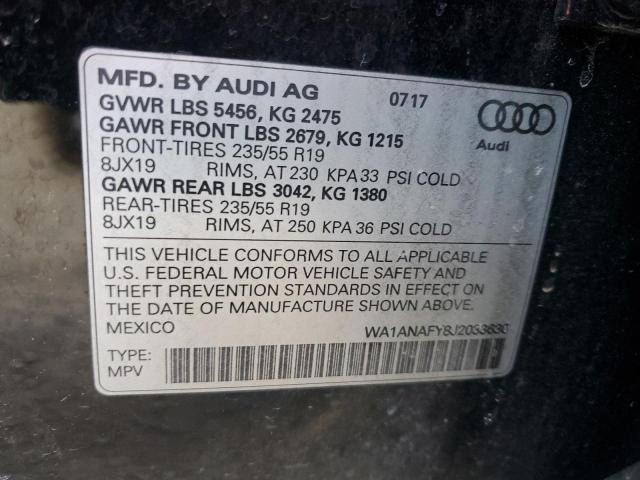 MFD. BY AUDI AG 0717
GVWR LBS 5456, KG 2475
GAWR FRONT LBS 2679, KG 1215
FRONT-TIRES 235/55 R19
8JX19 RIMS, AT 230 KPA 33 PSI COLD
GAWR REAR LBS 3042, KG 1380
REAR-TIRES 235/55 R19
8JX19 RIMS, AT 250 KPA 36 PSI COLD
Audi
THIS VEHICLE CONFORMS TO ALL APPLICABLE
U.S. FEDERAL MOTOR VEHICLE SAFETY AND
THEFT PREVENTION STANDARDS IN EFFECT ON
THE DATE OF MANUFACTURE SHOWN ABOVE.
MEXICO
TYPE:
MPV